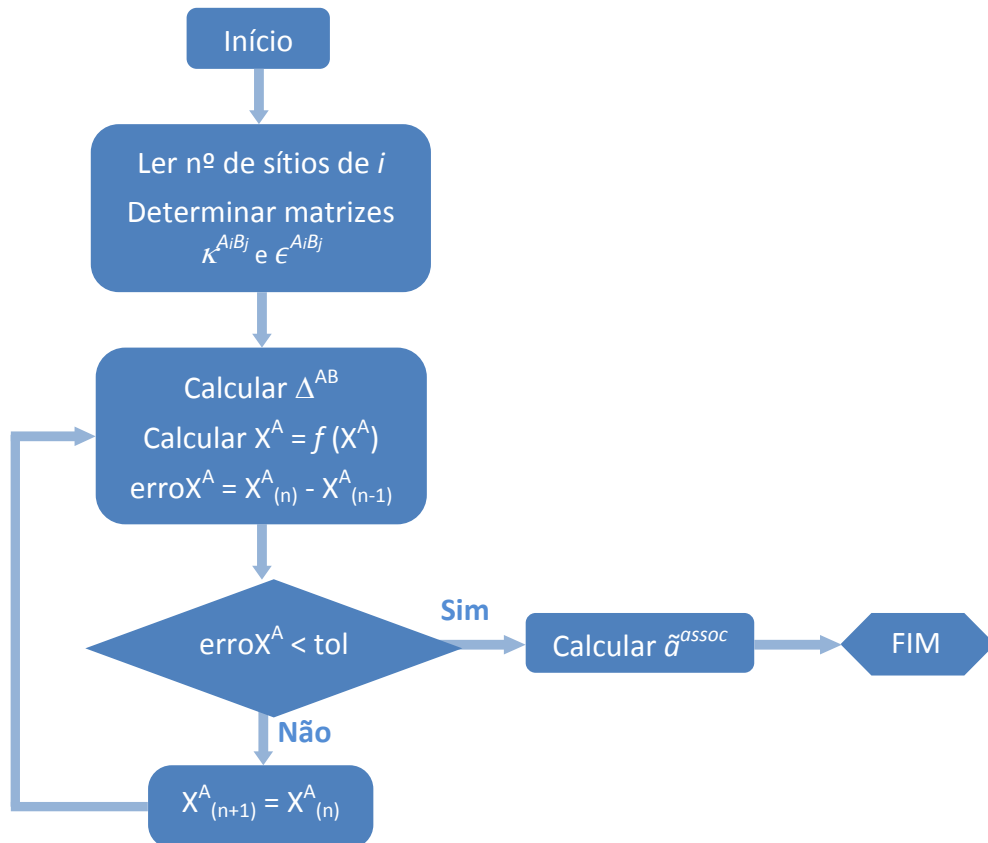 Início
Ler nº de sítios de i
Determinar matrizes
κ^AiBj e ϵ^AiBj
Calcular Δ^AB
Calcular X^A = f (X^A)
erroX^A = X^A_(n) - X^A_(n-1)
erroX^A < tol
Sim
Calcular ã^assoc
FIM
Não
X^A_(n+1) = X^A_(n)